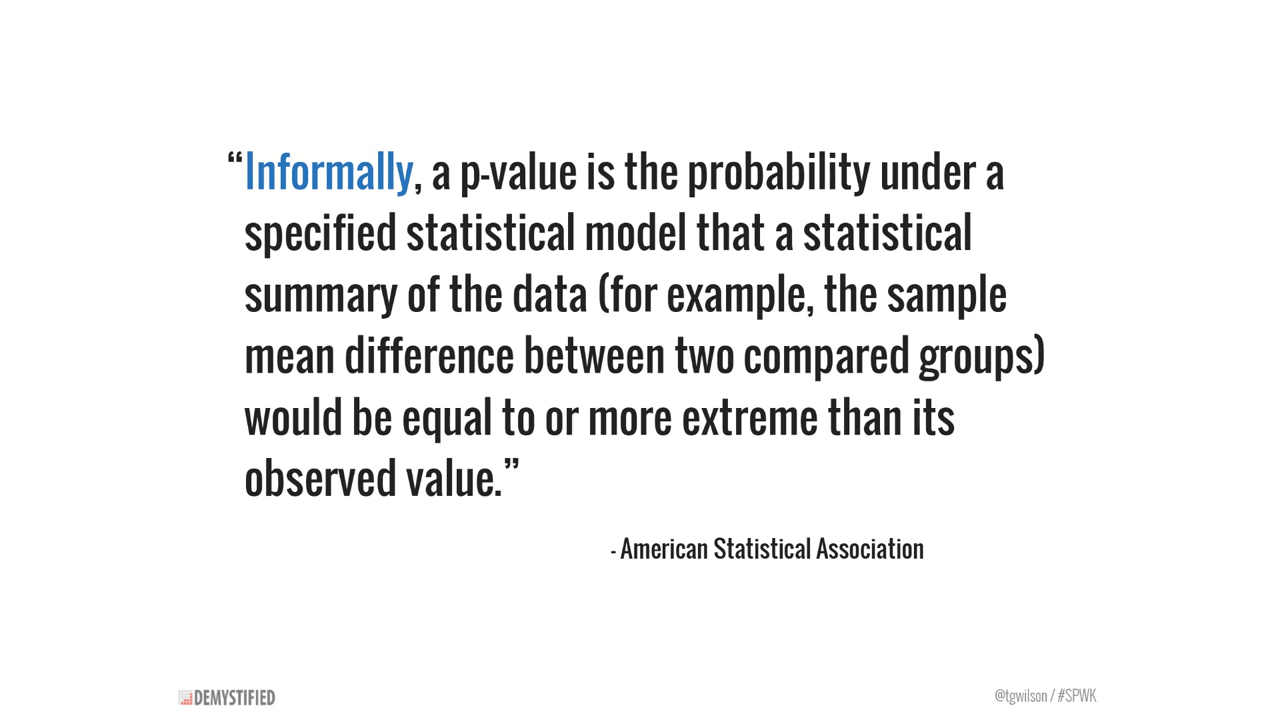 “Informally, a p-value is the probability under a
specified statistical model that a statistical
summary of the data (for example, the sample
mean difference between two compared groups)
would be equal to or more extreme than its
observed value.”
- American Statistical Association
DEMYSTIFIED
@tgwilson / #SPWK